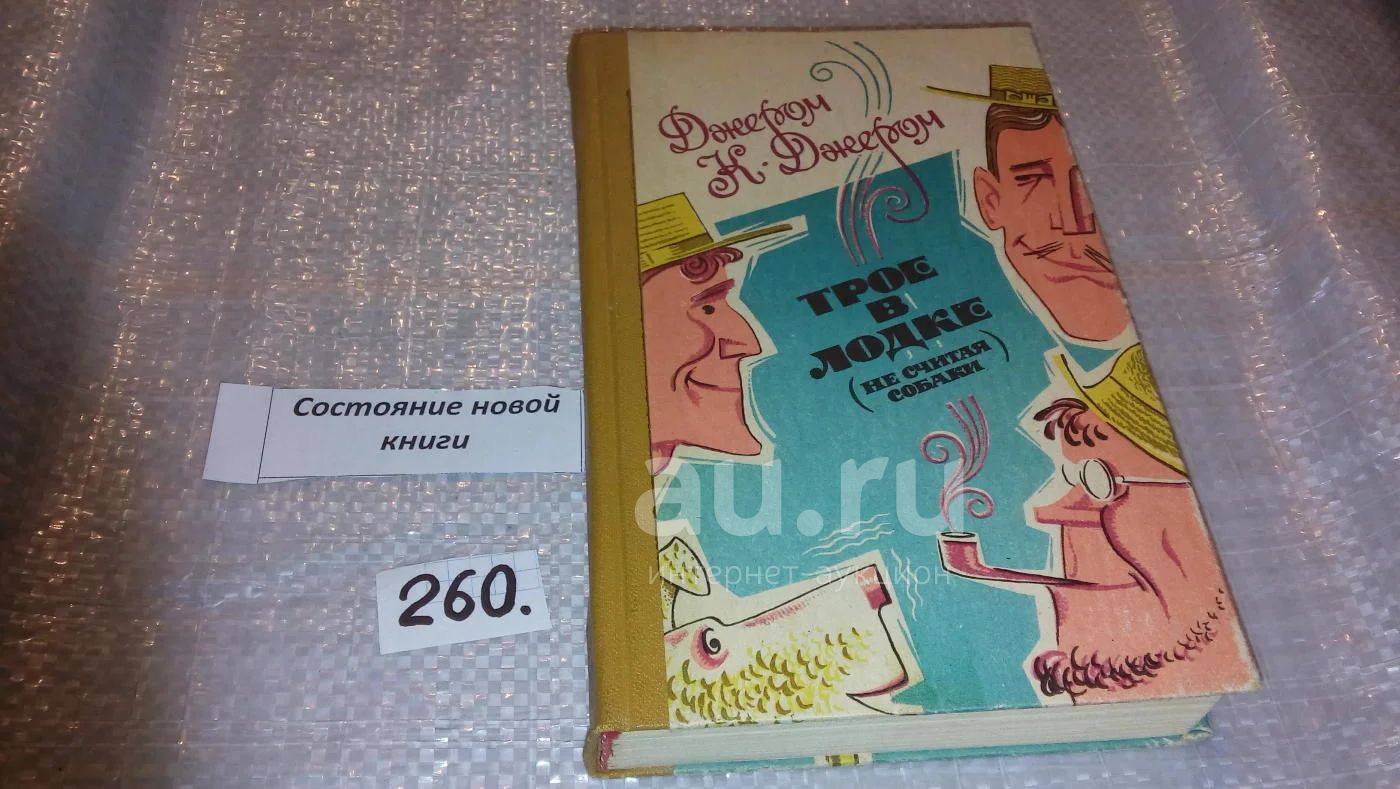 Джером
К. Джером
ТРОЕ
В
ЛОДКЕ
(НЕ СЧИТАЯ
СОБАКИ)
Состояние новой
книги
260.
au.ru
интернет-аукцион